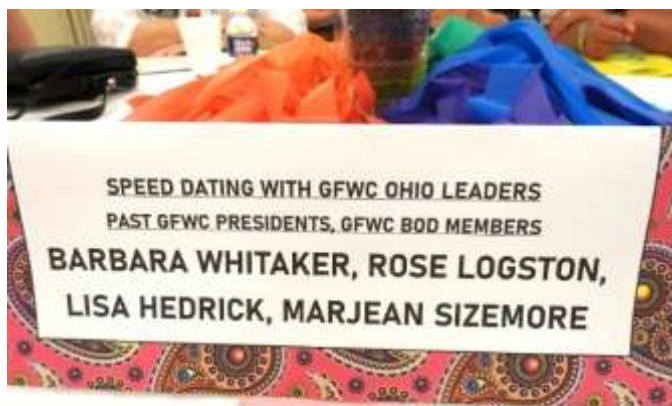 SPEED DATING WITH GFWC OHIO LEADERS
PAST GFWC PRESIDENTS, GFWC BOD MEMBERS
BARBARA WHITAKER, ROSE LOGSTON,
LISA HEDRICK, MARJEAN SIZEMORE